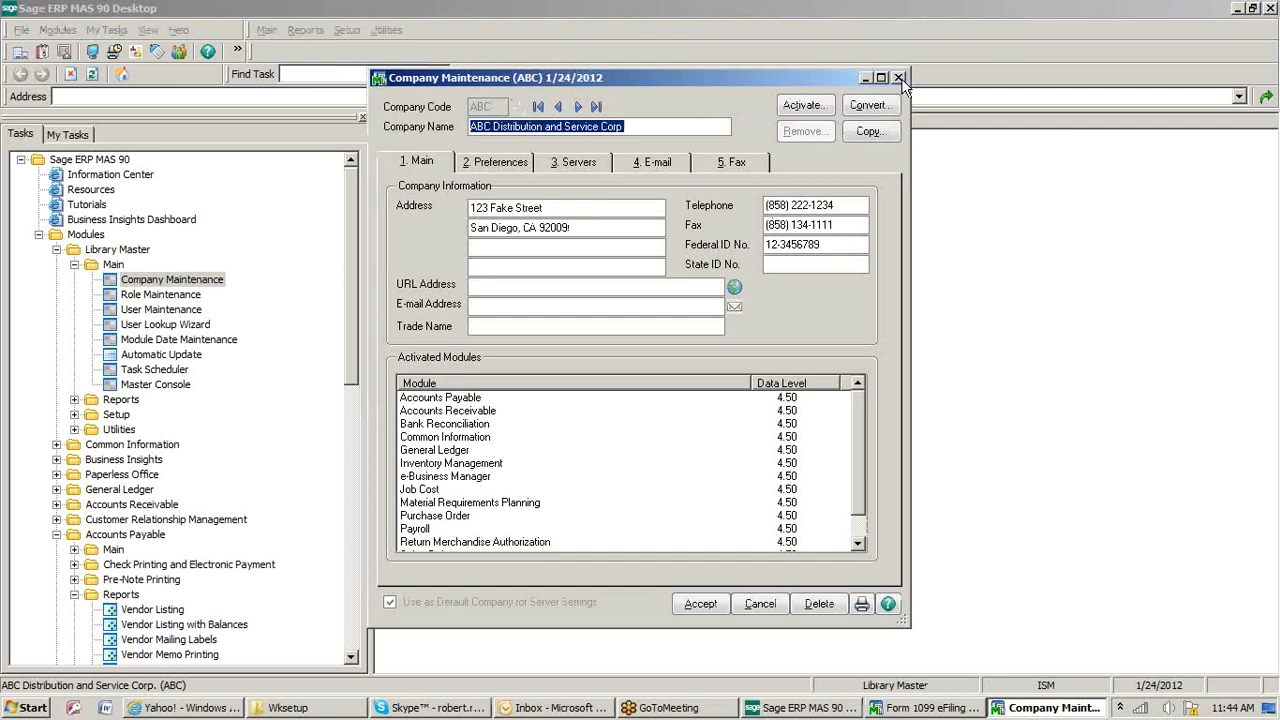 Sage ERP MAS 90 Desktop
File Modules My Tasks View Help Main Reports Setup Utilities
»
Find Task
Address
Tasks My Tasks
Sage ERP MAS 90
Information Center
Resources
Tutorials
Business Insights Dashboard
Modules
Library Master
Main
Company Maintenance
Role Maintenance
User Maintenance
User Lookup Wizard
Module Date Maintenance
Automatic Update
Task Scheduler
Master Console
Reports
Setup
Utilities
Common Information
Business Insights
Paperless Office
General Ledger
Accounts Receivable
Customer Relationship Management
Accounts Payable
Main
Check Printing and Electronic Payment
Pre-Note Printing
Reports
Vendor Listing
Vendor Listing with Balances
Vendor Mailing Labels
Vendor Memo Printing
Company Maintenance (ABC) 1/24/2012
Company Code ABC Activate... Convert...
Company Name ABC Distribution and Service Corp. Remove... Copy...
1. Main 2. Preferences 3. Servers 4. E-mail 5. Fax
Company Information
Address 123 Fake Street Telephone (858) 222-1234
San Diego, CA 92009 Fax (858) 134-1111
Federal ID No. 12-3456789
State ID No.
URL Address
E-mail Address
Trade Name
Activated Modules
Module Data Level
Accounts Payable 4.50
Accounts Receivable 4.50
Bank Reconciliation 4.50
Common Information 4.50
General Ledger 4.50
Inventory Management 4.50
e-Business Manager 4.50
Job Cost 4.50
Material Requirements Planning 4.50
Purchase Order 4.50
Payroll 4.50
Return Merchandise Authorization 4.50
Use as Default Company for Server Settings Accept Cancel Delete
ABC Distribution and Service Corp. (ABC) Library Master ISM 1/24/2012
Start Yahoo! - Windows ... Wksetup Skype™ - robert.r... Inbox - Microsoft ... GoToMeeting Sage ERP MAS 90 ... Form 1099 eFiling ... Company Maint... 11:44 AM